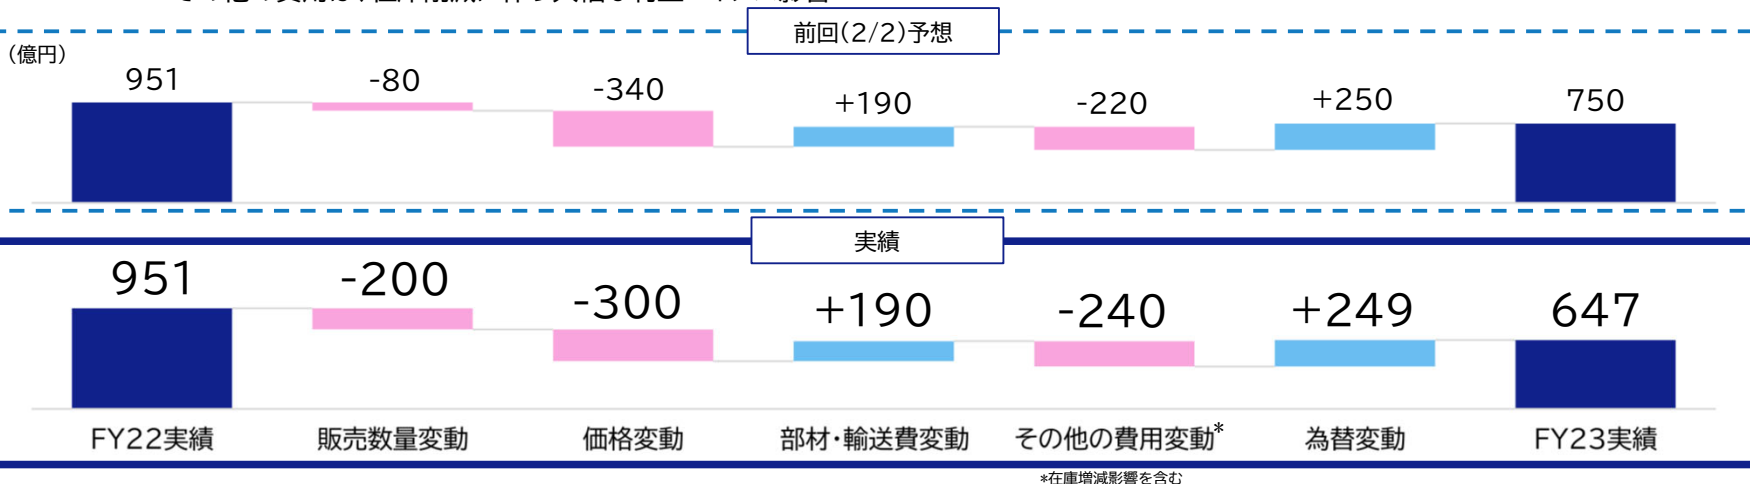 前回(2/2)予想
(億円)
951 -80 -340 +190 -220 +250 750
実績
951 -200 -300 +190 -240 +249 647
FY22実績 販売数量変動 価格変動 部材・輸送費変動 その他の費用変動* 為替変動 FY23実績
*在庫増減影響を含む